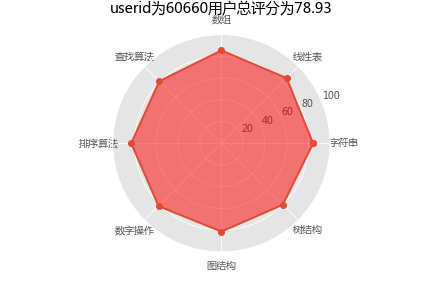 userid为60660用户总评分为78.93
数组
查找算法
线性表
100
80
60
40
20
排序算法
字符串
数字操作
树结构
图结构